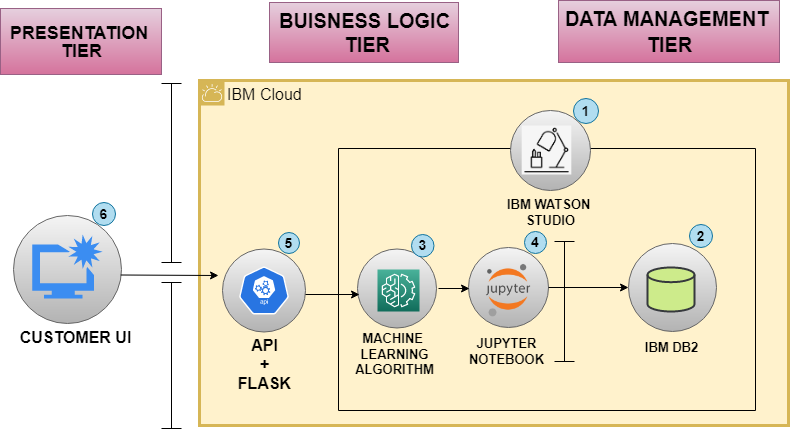 PRESENTATION
TIER
BUISNESS LOGIC
TIER
DATA MANAGEMENT
TIER
IBM Cloud
1
IBM WATSON
STUDIO
6
CUSTOMER UI
5
api
API
+
FLASK
3
MACHINE
LEARNING
ALGORITHM
4
jupyter
JUPYTER
NOTEBOOK
2
IBM DB2